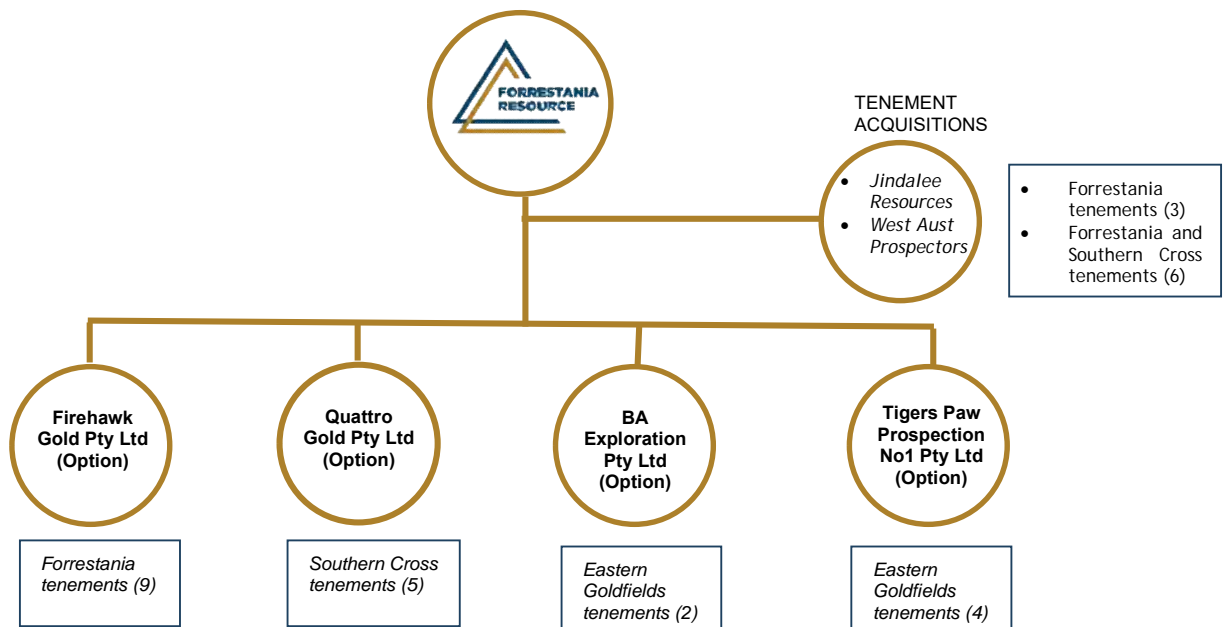 FORRESTANIA
RESOURCE
TENEMENT
ACQUISITIONS
• Jindalee
Resources
• West Aust
Prospectors
• Forrestania
tenements (3)
• Forrestania and
Southern Cross
tenements (6)
Firehawk
Gold Pty Ltd
(Option)
Quattro
Gold Pty Ltd
(Option)
BA
Exploration
Pty Ltd
(Option)
Tigers Paw
Prospection
No1 Pty Ltd
(Option)
Forrestania
tenements (9)
Southern Cross
tenements (5)
Eastern
Goldfields
tenements (2)
Eastern
Goldfields
tenements (4)